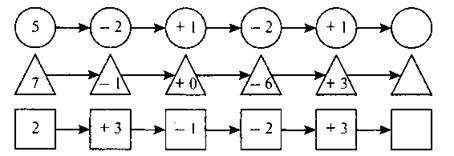 5 – 2 + 1 – 2 + 1
7 – 1 + 0 – 6 + 3
2 + 3 – 1 – 2 + 3